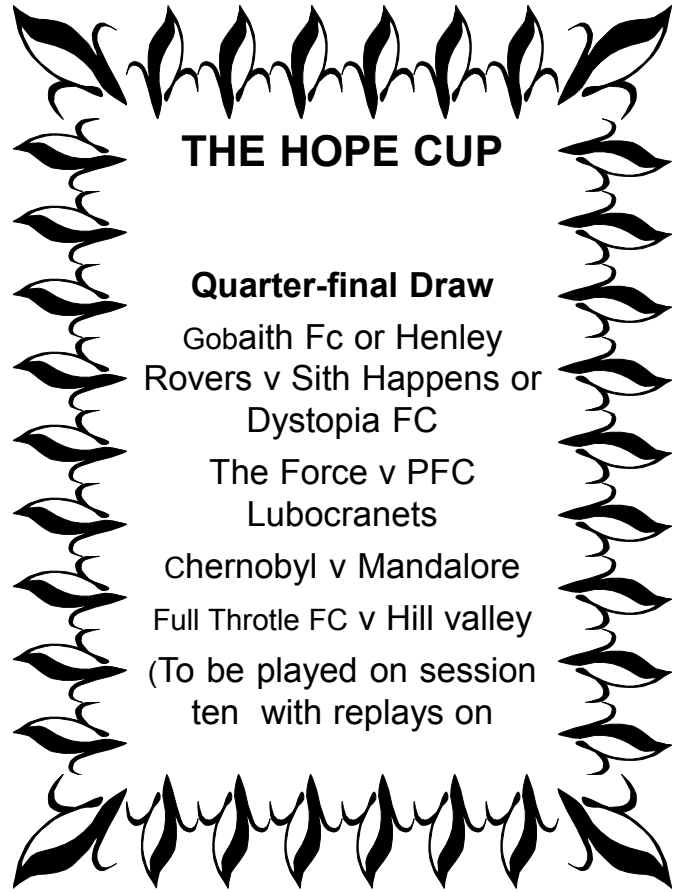 THE HOPE CUP
Quarter-final Draw
Gobaith Fc or Henley
Rovers v Sith Happens or
Dystopia FC
The Force v PFC
Lubocranets
Chernobyl v Mandalore
Full Throtle FC v Hill valley
(To be played on session
ten  with replays on